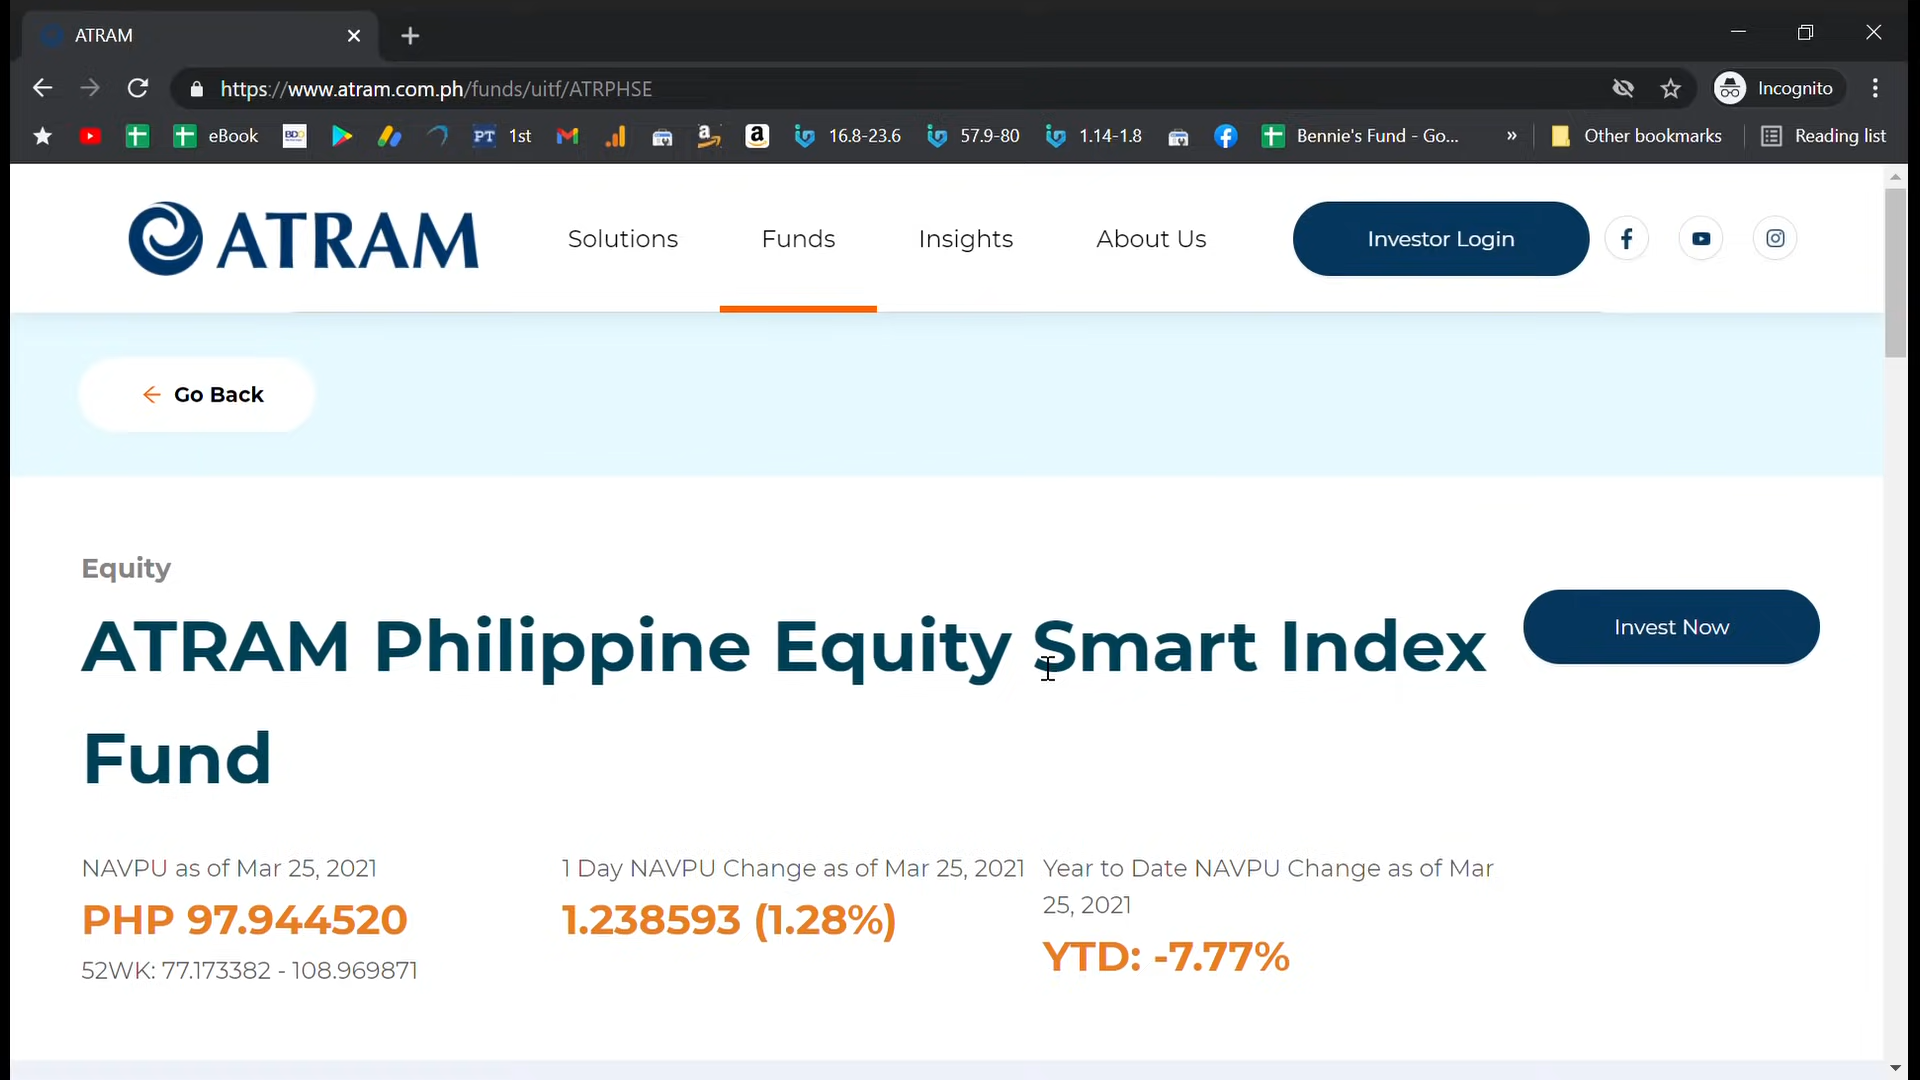 ATRAM
https://www.atram.com.ph/funds/uitf/ATRPHSE
Incognito
eBook
BDO
PT 1st
16.8-23.6
57.9-80
1.14-1.8
Bennie's Fund - Go...
»
Other bookmarks
Reading list
ATRAM
Solutions
Funds
Insights
About Us
Investor Login
Go Back
Equity
ATRAM Philippine Equity Smart Index
Fund
Invest Now
NAVPU as of Mar 25, 2021
PHP 97.944520
52WK: 77.173382 - 108.969871
1 Day NAVPU Change as of Mar 25, 2021
1.238593 (1.28%)
Year to Date NAVPU Change as of Mar
25, 2021
YTD: -7.77%